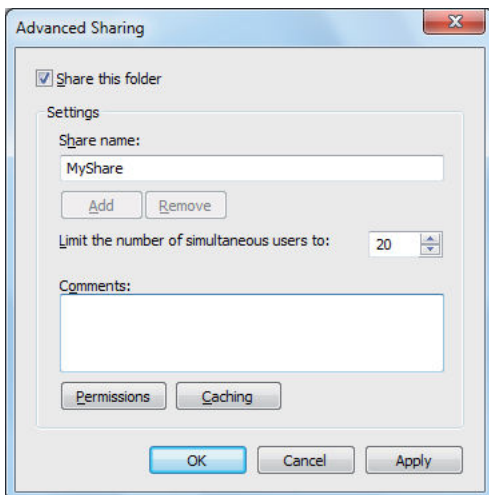 Advanced Sharing
Share this folder
Settings
Share name:
MyShare
Add Remove
Limit the number of simultaneous users to: 20
Comments:
Permissions Caching
OK Cancel Apply